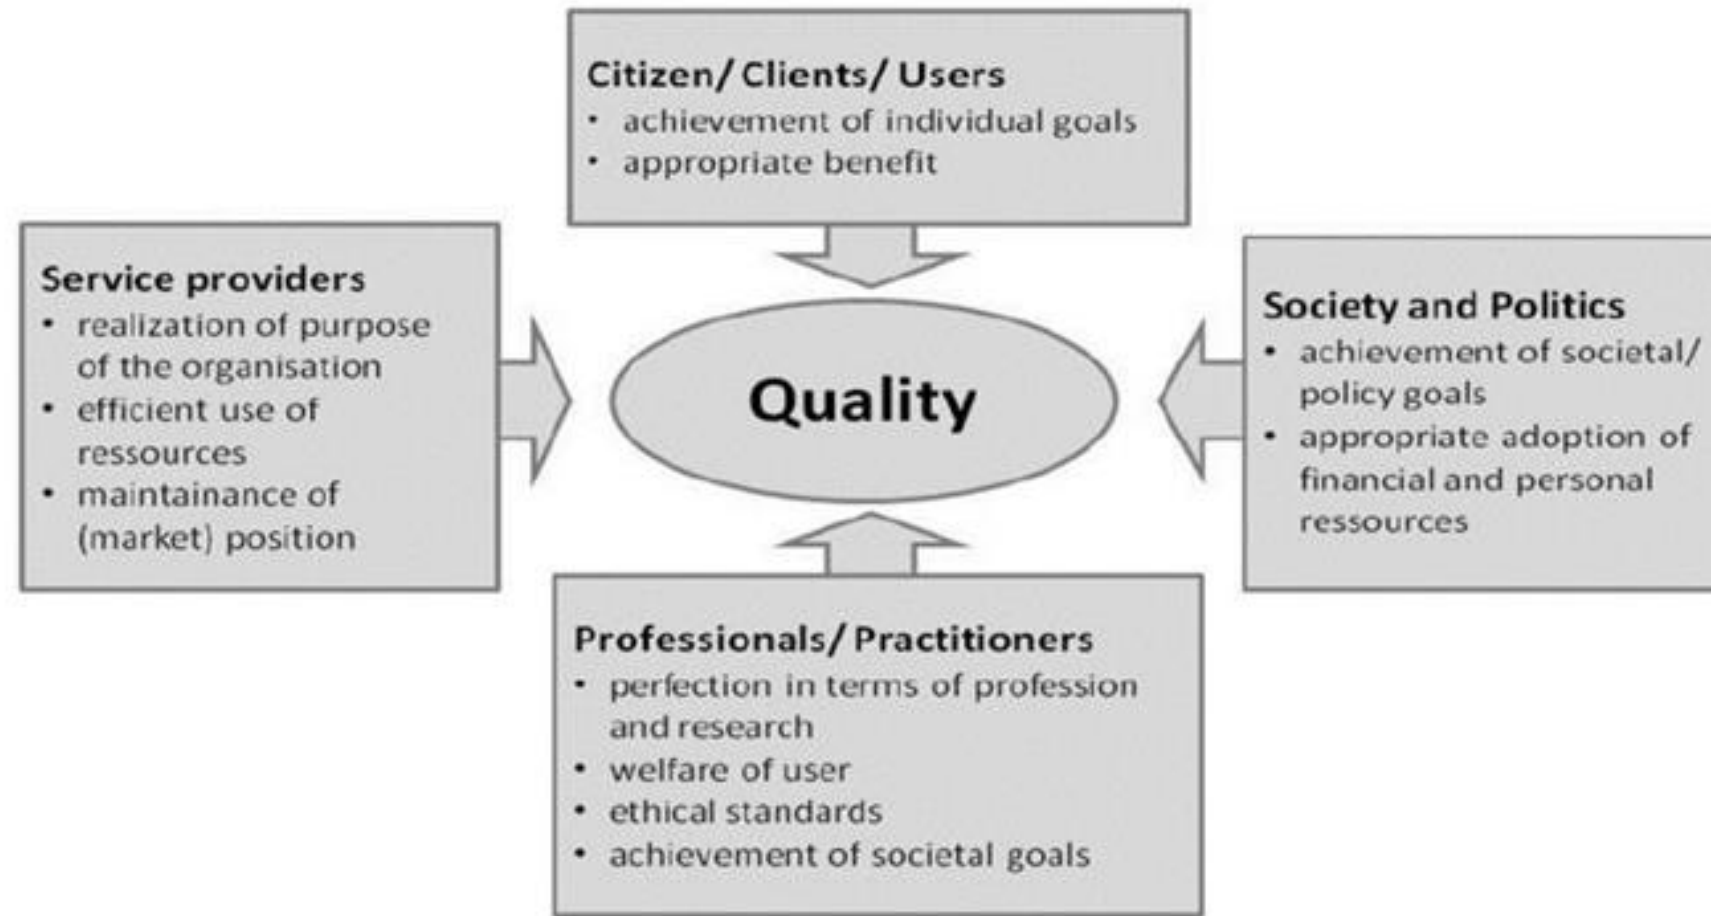 Citizen/ Clients/ Users
• achievement of individual goals
• appropriate benefit
Service providers
• realization of purpose
of the organisation
• efficient use of
ressources
• maintainance of
(market) position
Quality
Society and Politics
• achievement of societal/
policy goals
• appropriate adoption of
financial and personal
ressources
Professionals/ Practitioners
• perfection in terms of profession
and research
• welfare of user
• ethical standards
• achievement of societal goals